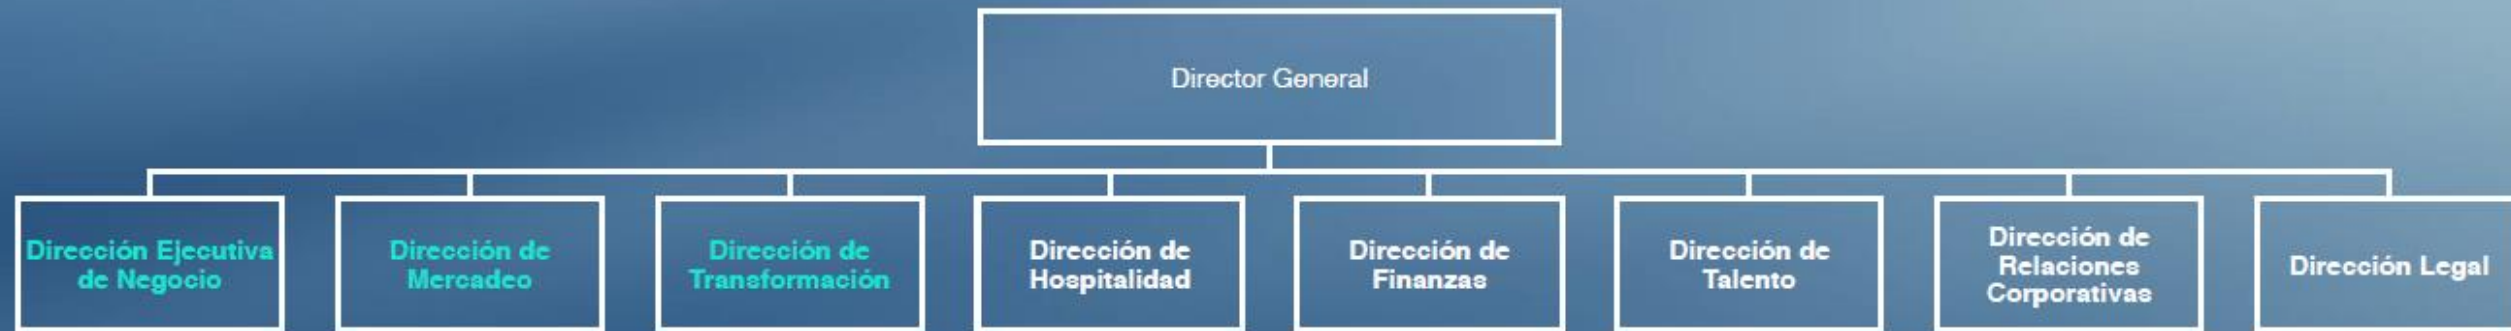 Director General
Dirección Ejecutiva
de Negocio
Dirección de
Mercadeo
Dirección de
Transformación
Dirección de
Hospitalidad
Dirección de
Finanzas
Dirección de
Talento
Dirección de
Relaciones
Corporativas
Dirección Legal